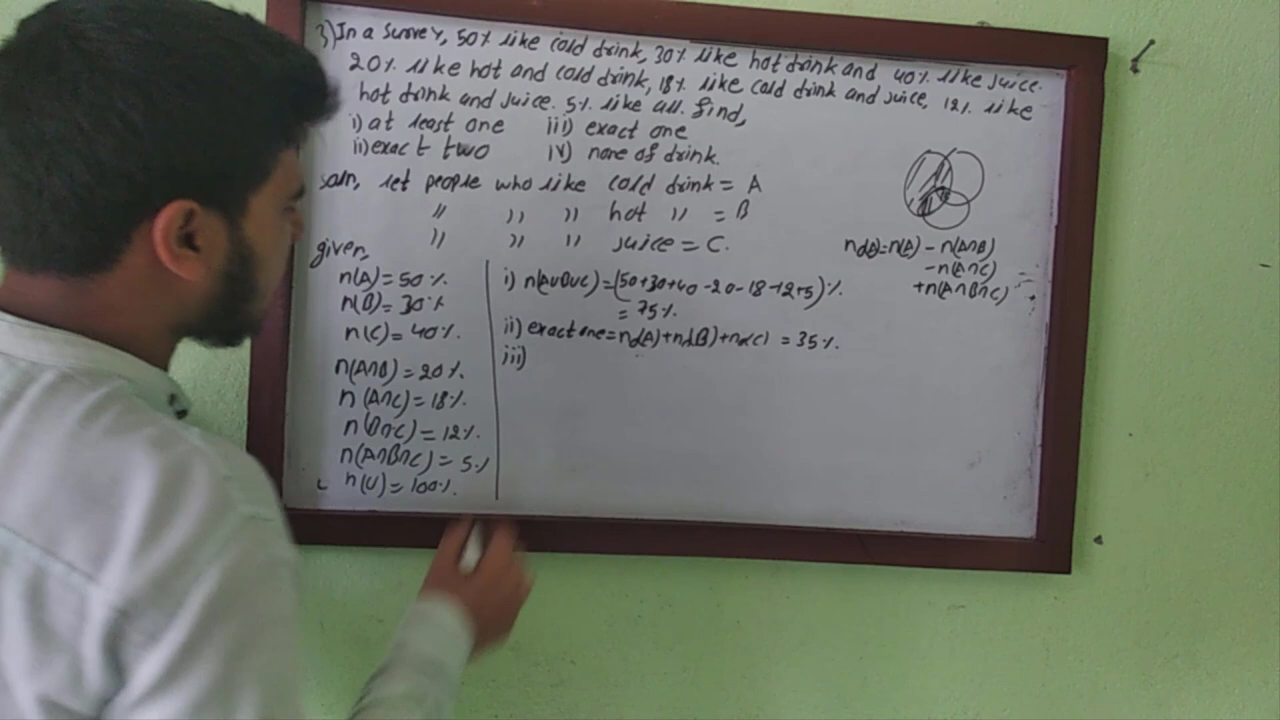 3) In a survey, 50% like cold drink, 30% like hot drink and 40% like juice.
20% like hot and cold drink, 18% like cold drink and juice, 12% like
hot drink and juice. 5% like all. find,
i) at least one iii) exact one
ii) exact two iv) none of drink.
soln, let people who like cold drink = A
〃 〃 〃 hot 〃 = B
〃 〃 〃 juice = C.
given,
n(A) = 50%
n(B) = 30%
n(C) = 40%.
n(A∩B) = 20%.
n(A∩C) = 18%.
n(B∩C) = 12%.
n(A∩B∩C) = 5%
n(U) = 100%.
i) n(AUBUC) = (50+30+40-20-18-12+5)%.
= 75%.
ii) exact one = no(A)+no(B)+no(C) = 35%.
iii)
no(A) = n(A) - n(A∩B)
-n(A∩C)
+n(A∩B∩C)